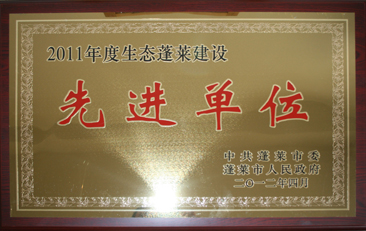 2011年度生态蓬莱建设
先进单位
中共蓬莱市委
蓬莱市人民政府
二〇一二年四月